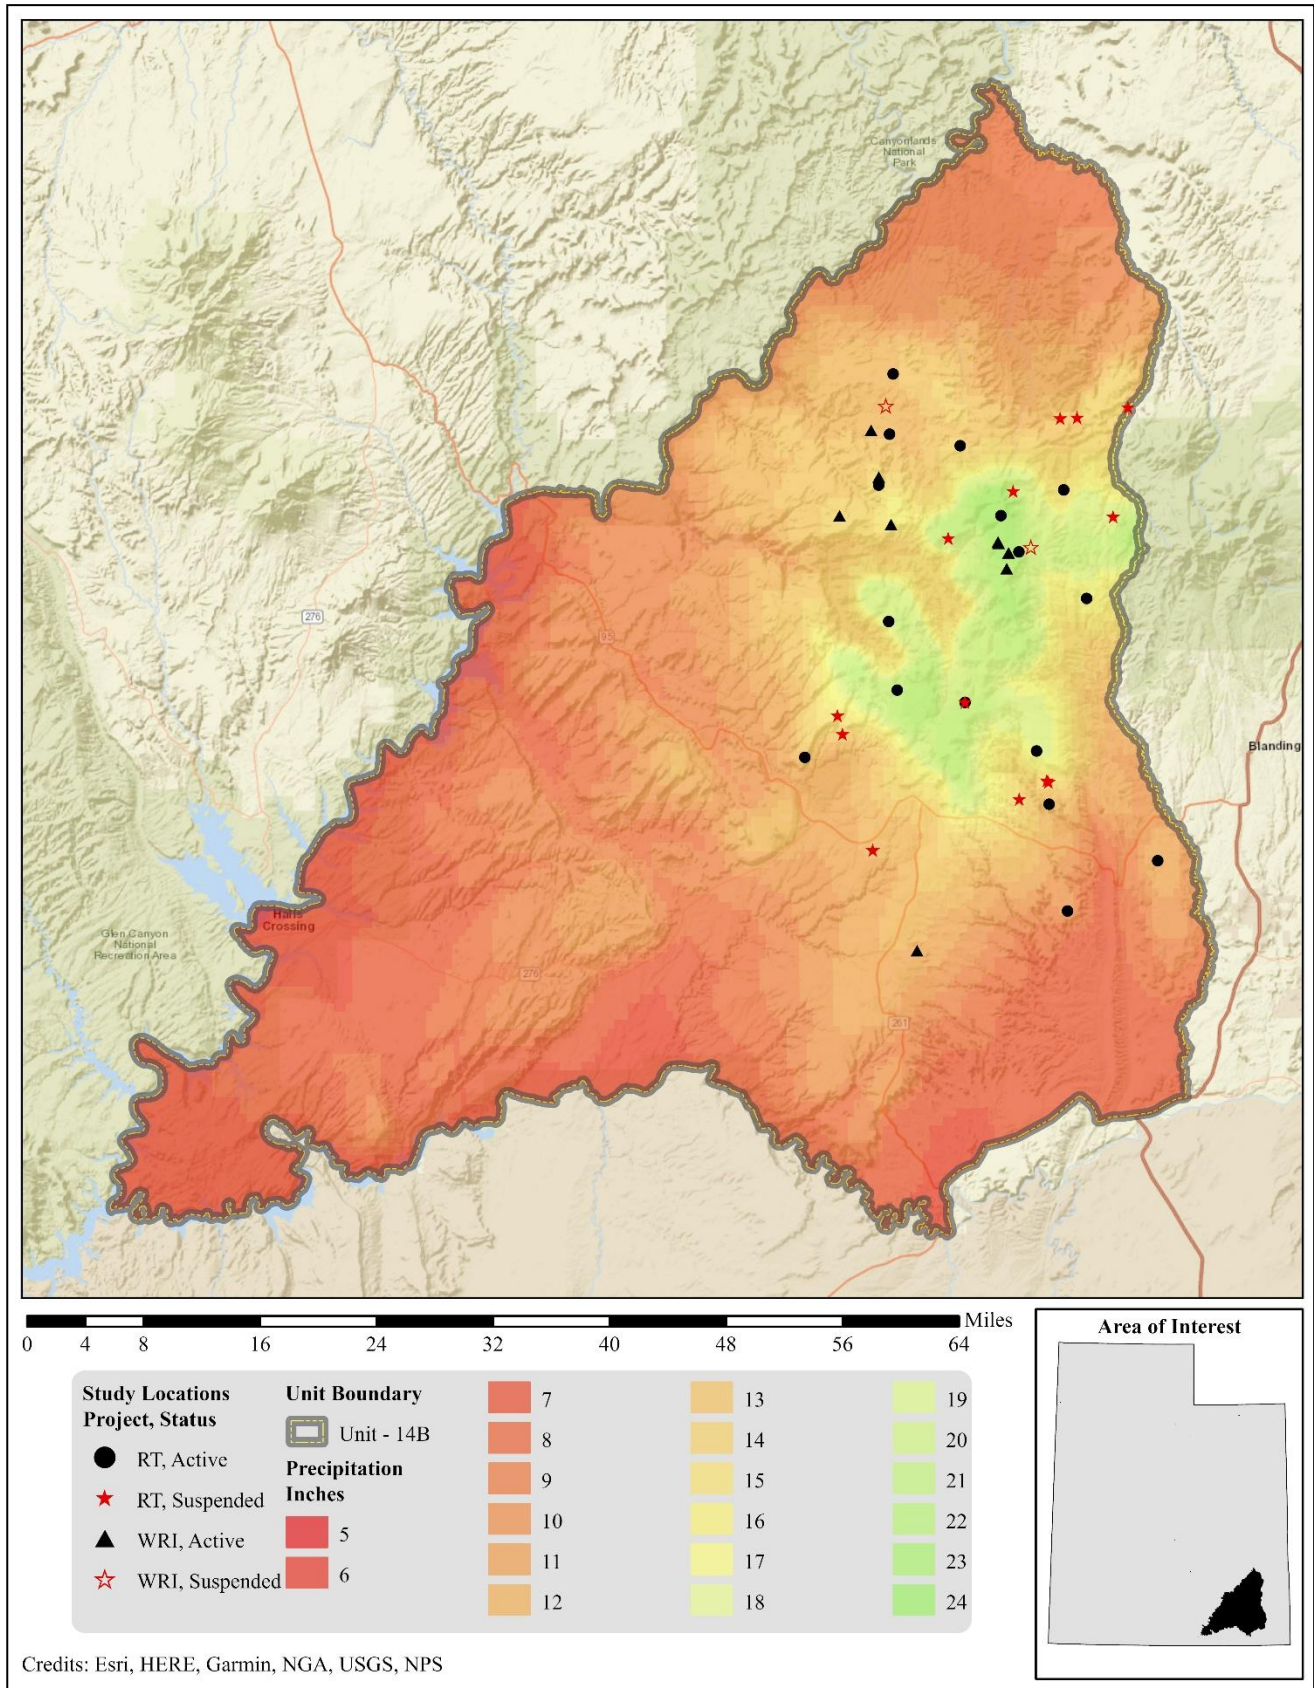 Canyonlands
National
Park
276
95
Blanding
Halls
Crossing
Glen Canyon
National
Recreation Area
276
261
0 4 8 16 24 32 40 48 56 64 Miles
Study Locations
Project, Status
RT, Active
RT, Suspended
WRI, Active
WRI, Suspended
Unit Boundary
Unit - 14B
Precipitation
Inches
5
6
7
8
9
10
11
12
13
14
15
16
17
18
19
20
21
22
23
24
Area of Interest
Credits: Esri, HERE, Garmin, NGA, USGS, NPS